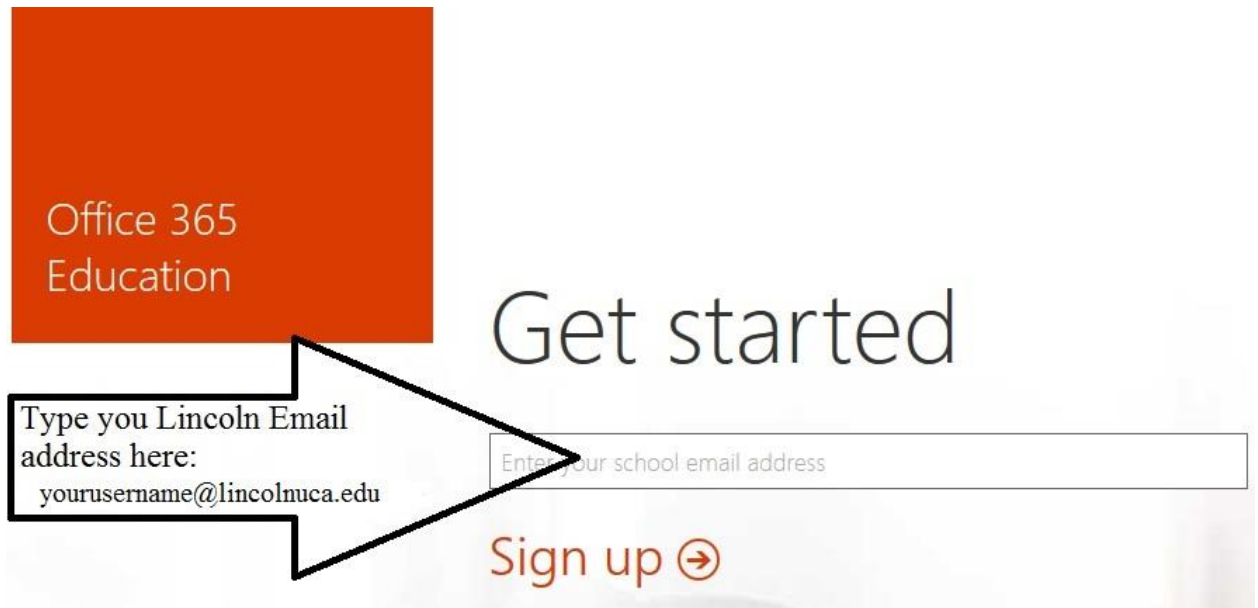 Office 365
Education
Get started
Type you Lincoln Email
address here:
yourusername@lincolnuca.edu
Enter your school email address
Sign up